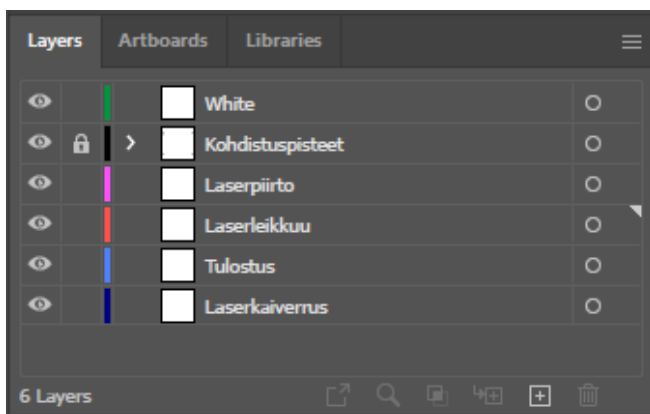 Layers Artboards Libraries
White
Kohdistuspisteet
Laserpiirto
Laserleikkuu
Tulostus
Laserkaiverrus
6 Layers